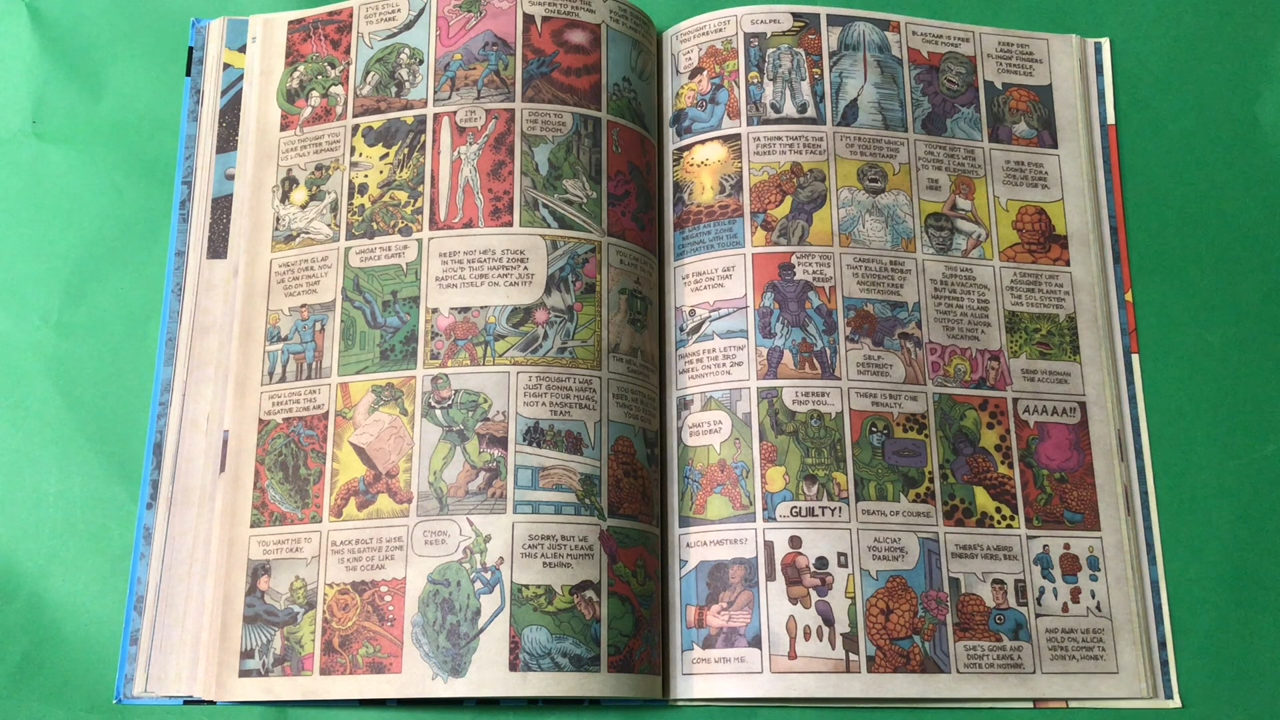 I'VE STILL
GOT POWER
TO SPARE.
SURFER TO REMAIN
ON EARTH.
YOU THOUGHT YOU
WERE BETTER THAN
US LOWLY HUMANS!
I'M
FREE!
DOOM TO
THE HOUSE
OF DOOM.
WHEW! I'M GLAD
THAT'S OVER. NOW
WE CAN FINALLY
GO ON THAT
VACATION.
WHOA! THE SUB-
SPACE GATE!
REED! NO! HE'S STUCK
IN THE NEGATIVE ZONE!
HOW'D THIS HAPPEN? A
RADICAL CUBE CAN'T JUST
TURN ITSELF ON. CAN IT?
HOW LONG CAN I
BREATHE THIS
NEGATIVE ZONE AIR?
I THOUGHT I WAS
JUST GONNA HAFTA
FIGHT FOUR MUGS,
NOT A BASKETBALL
TEAM.
YOU WANT ME TO
DO IT? OKAY.
BLACK BOLT IS WISE.
THIS NEGATIVE ZONE
IS KIND OF LIKE
THE OCEAN.
C'MON,
REED.
SORRY, BUT WE
CAN'T JUST LEAVE
THIS ALIEN MUMMY
BEHIND.
I THOUGHT I LOST
YOU FOREVER!
WAY
TA
GO!
SCALPEL.
BLASTAAR IS FREE
ONCE MORE!
KEEP DEM
LAWN-CIGAR-
FLINGIN' FINGERS
TA YERSELF,
CORNELIUS.
HE WAS AN EXILED
NEGATIVE ZONE
CRIMINAL WITH THE
ANTI-MATTER TOUCH.
YA THINK THAT'S THE
FIRST TIME I BEEN
NUKED IN THE FACE?
I'M FROZEN! WHICH
OF YOU DID THIS
TO BLASTAAR?
YOU'RE NOT THE
ONLY ONES WITH
POWERS. I CAN TALK
TO THE ELEMENTS.
TEE
HEE!
IF YER EVER
LOOKIN' FOR A
JOB, WE SURE
COULD USE YA.
WE FINALLY GET
TO GO ON THAT
VACATION.
THANKS FER LETTIN'
ME BE THE 3RD
WHEEL ON YER 2ND
HUNNYMOON.
WHY'D YOU
PICK THIS
PLACE,
REED?
CAREFUL, BEN!
THAT KILLER ROBOT
IS EVIDENCE OF
ANCIENT KREE
VISITATIONS.
SELF-
DESTRUCT
INITIATED.
THIS WAS
SUPPOSED
TO BE A VACATION,
BUT WE JUST SO
HAPPENED TO END
UP ON AN ISLAND
THAT'S AN ALIEN
OUTPOST. A WORK
TRIP IS NOT A
VACATION.
BOOM
A SENTRY UNIT
ASSIGNED TO AN
OBSCURE PLANET IN
THE SOL SYSTEM
WAS DESTROYED.
SEND IN RONAN
THE ACCUSER.
WHAT'S DA
BIG IDEA?
I HEREBY
FIND YOU...
...GUILTY!
THERE IS BUT ONE
PENALTY.
DEATH, OF COURSE.
AAAAA!!
ALICIA MASTERS?
COME WITH ME.
ALICIA?
YOU HOME,
DARLIN'?
THERE'S A WEIRD
ENERGY HERE, BEN.
SHE'S GONE AND
DIDN'T LEAVE A
NOTE OR NOTHIN'.
AND AWAY WE GO!
HOLD ON, ALICIA.
WE'RE COMIN' TA
JOIN YA, HONEY.